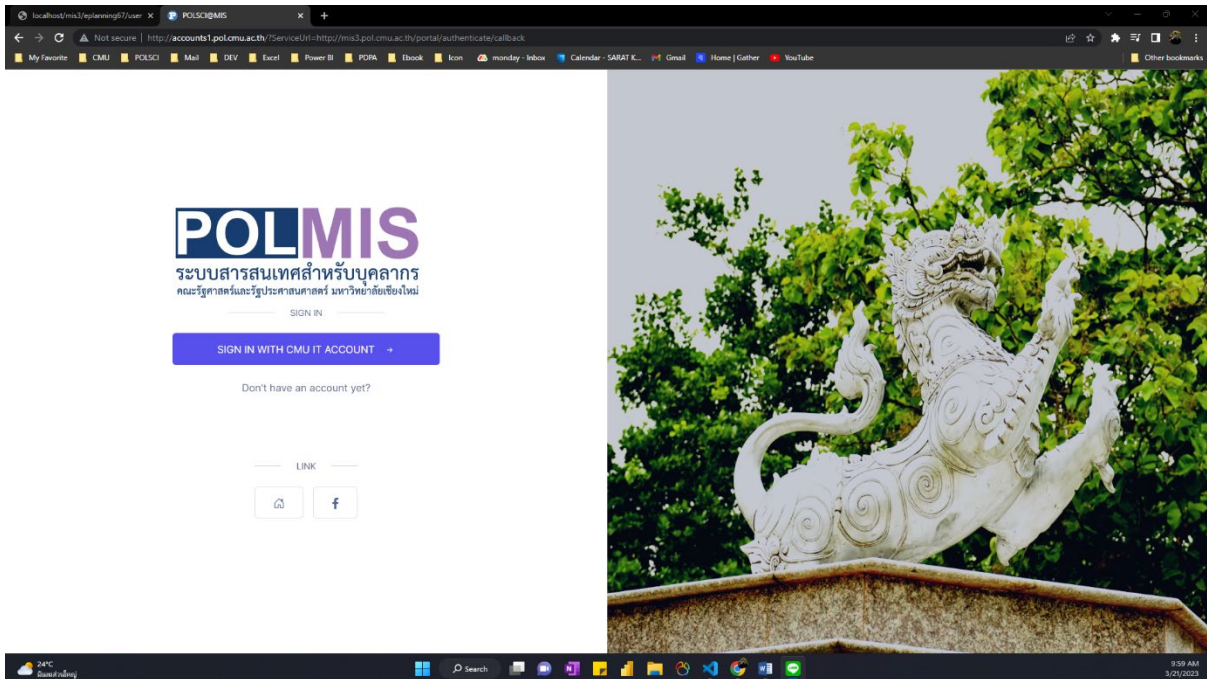 localhost/mis3/eplanning67/user
POLSCI@MIS
Not secure | http://accounts1.pol.cmu.ac.th/?ServiceUrl=http://mis3.pol.cmu.ac.th/portal/authenticate/callback
My Favorite CMU POLSCI Mail DEV Excel Power BI PDPA Ebook Icon monday - Inbox Calendar - SARAT K... Gmail Home | Gather YouTube Other bookmarks
POLMIS
ระบบสารสนเทศสำหรับบุคลากร
คณะรัฐศาสตร์และรัฐประศาสนศาสตร์ มหาวิทยาลัยเชียงใหม่
SIGN IN
SIGN IN WITH CMU IT ACCOUNT →
Don't have an account yet?
LINK
24°C
Search
9:59 AM
3/21/2023